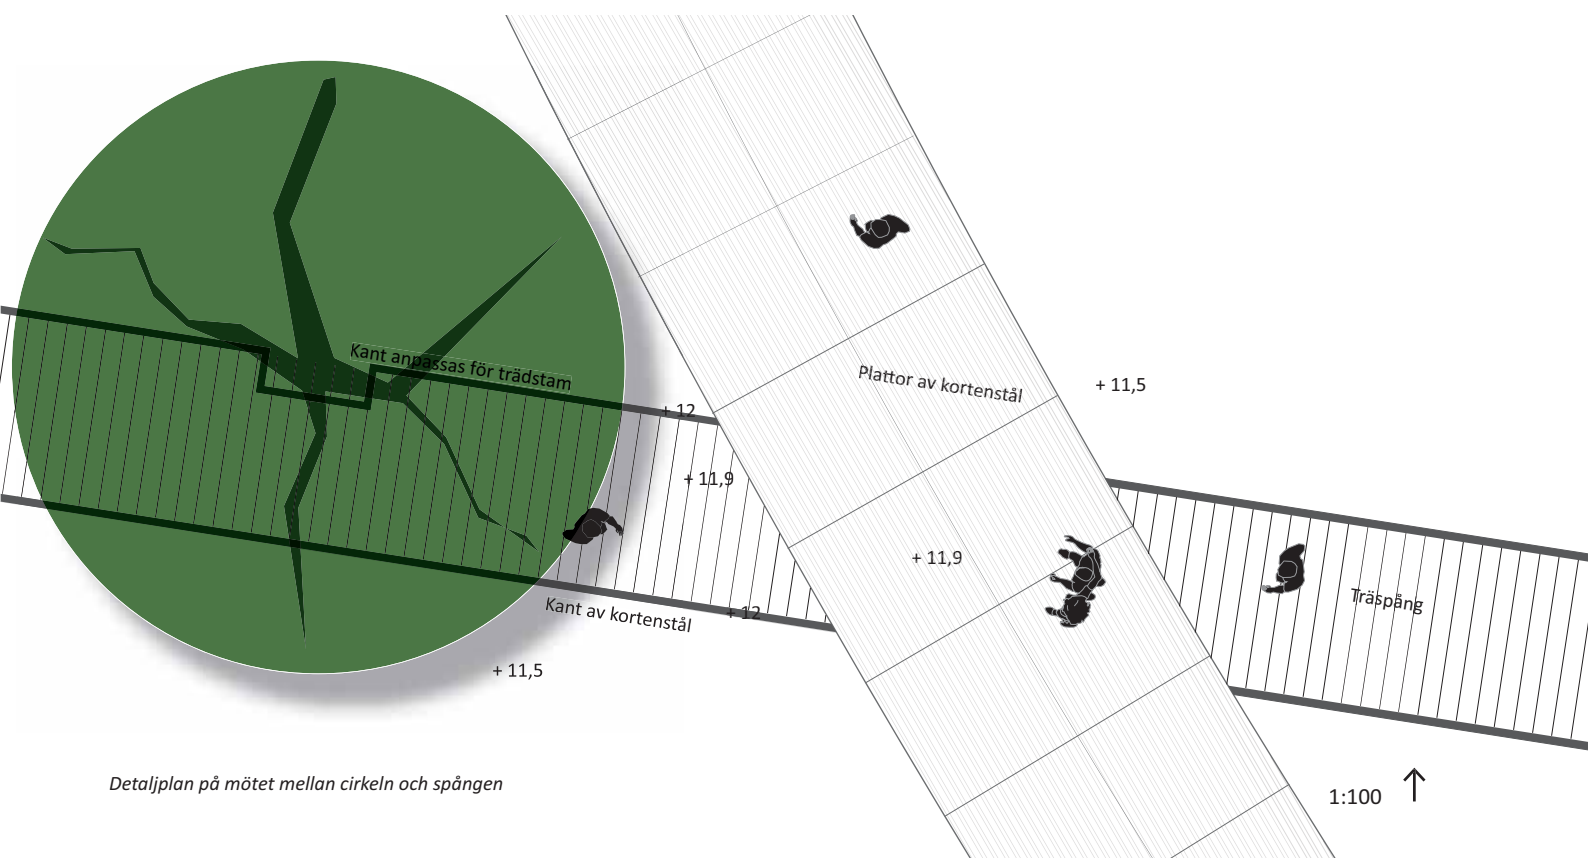 Kant anpassas för trädstam
Plattor av kortenstål
+ 11,5
+ 12
+ 11,9
+ 11,9
Träspång
Kant av kortenstål
+ 12
+ 11,5
Detaljplan på mötet mellan cirkeln och spången
1:100